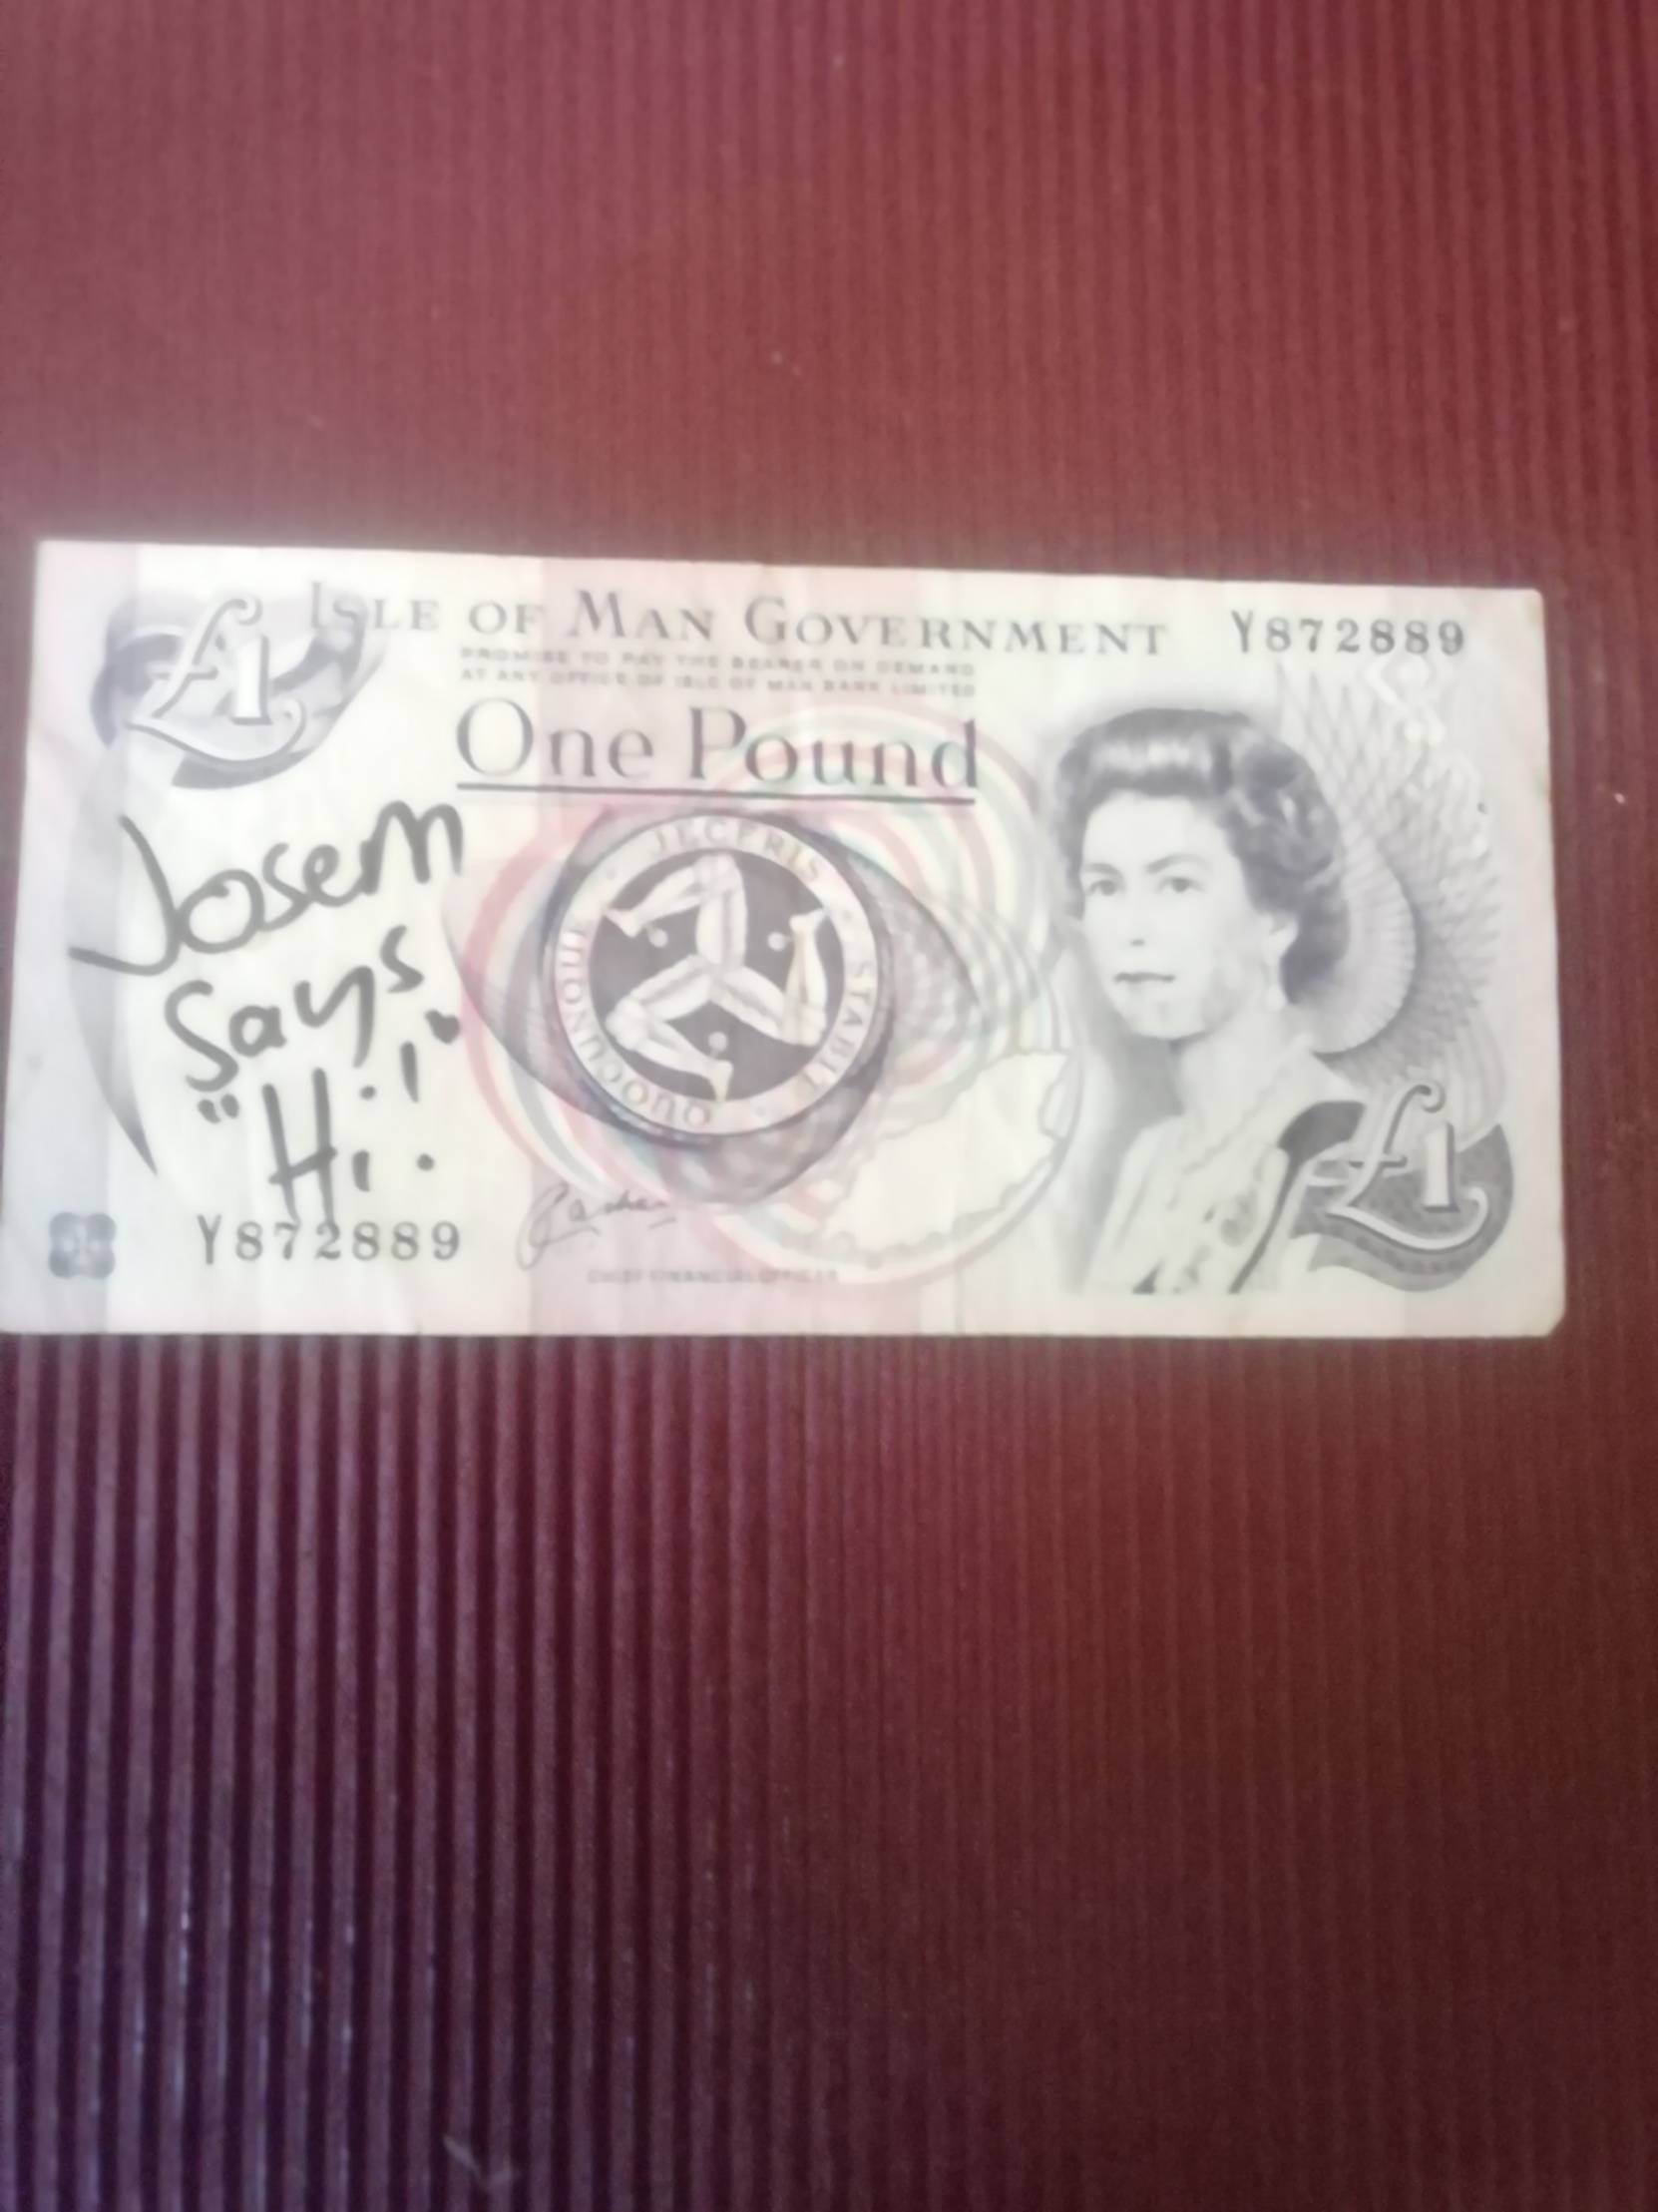 £1
ISLE OF MAN GOVERNMENT Y872889
PROMISE TO PAY THE BEARER ON DEMAND
AT ANY OFFICE OF ISLE OF MAN BANK LIMITED
One Pound
Josem
Says
"Hi!"
QUOCUNQUE · JECERIS · STABIT
£1
Y872889
CHIEF FINANCIAL OFFICER